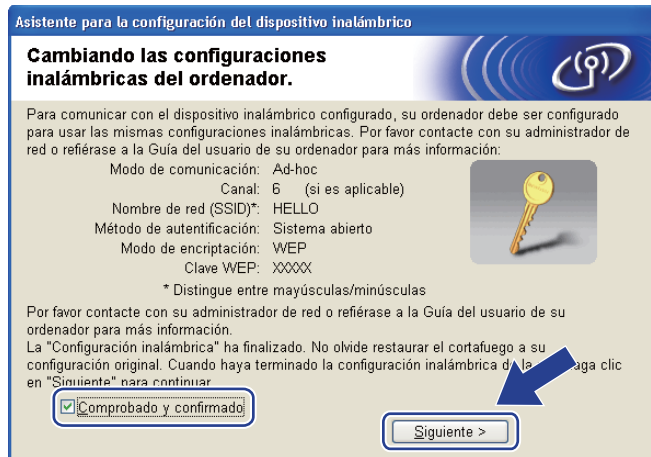 Asistente para la configuración del dispositivo inalámbrico
Cambiando las configuraciones
inalámbricas del ordenador.
Para comunicar con el dispositivo inalámbrico configurado, su ordenador debe ser configurado
para usar las mismas configuraciones inalámbricas. Por favor contacte con su administrador de
red o refiérase a la Guía del usuario de su ordenador para más información:
Modo de comunicación: Ad-hoc
Canal: 6 (si es aplicable)
Nombre de red (SSID)*: HELLO
Método de autentificación: Sistema abierto
Modo de encriptación: WEP
Clave WEP: XXXXX
* Distingue entre mayúsculas/minúsculas
Por favor contacte con su administrador de red o refiérase a la Guía del usuario de su
ordenador para más información.
La "Configuración inalámbrica" ha finalizado. No olvide restaurar el cortafuego a su
configuración original. Cuando haya terminado la configuración inalámbrica de la clic
en "Siguiente" para continuar
Comprobado y confirmado
Siguiente >